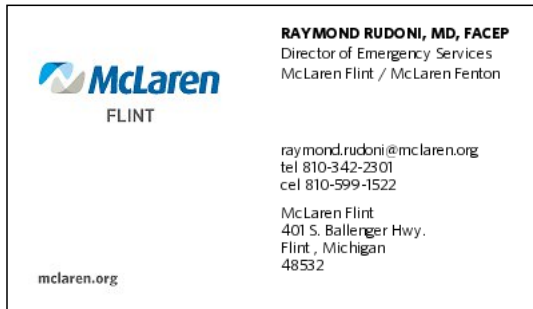 McLaren
FLINT
mclaren.org
RAYMOND RUDONI, MD, FACEP
Director of Emergency Services
McLaren Flint / McLaren Fenton
raymond.rudoni@mclaren.org
tel 810-342-2301
cel 810-599-1522
McLaren Flint
401 S. Ballenger Hwy.
Flint , Michigan
48532